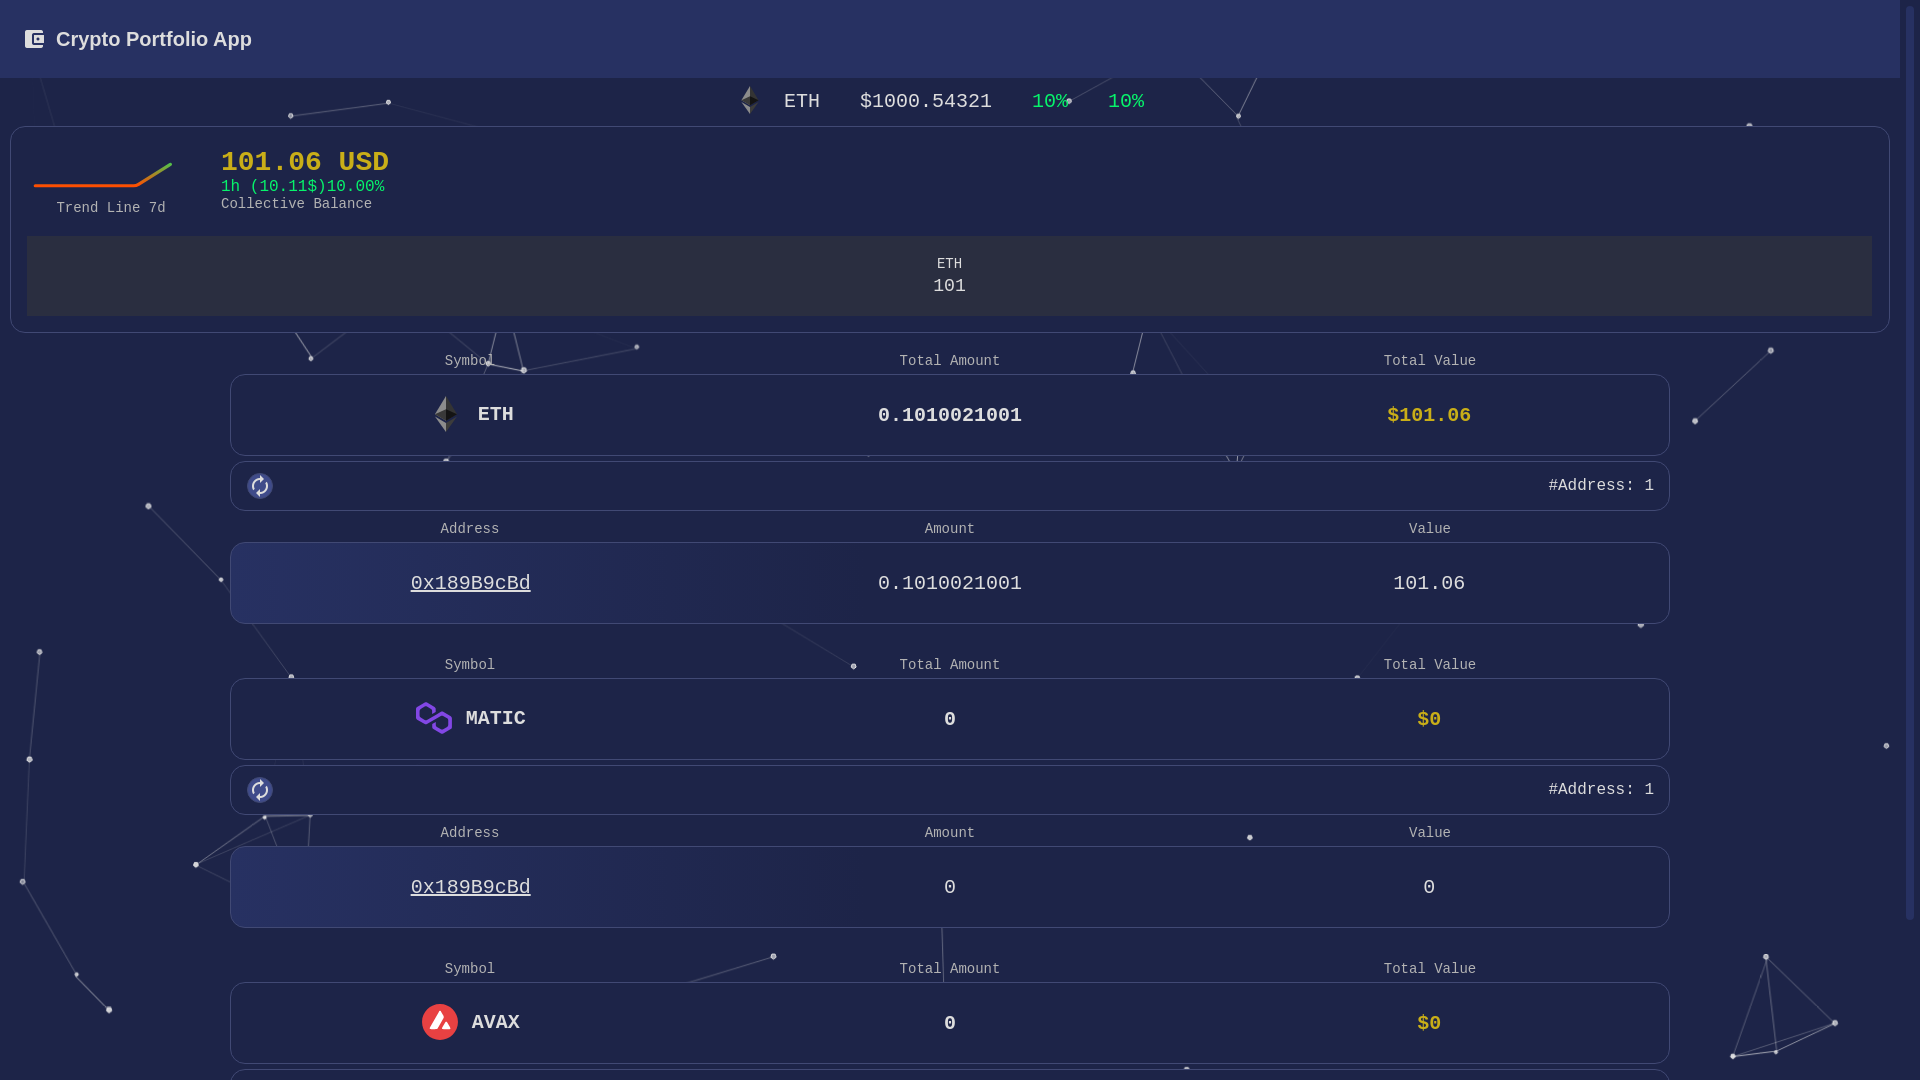 Crypto Portfolio App
ETH $1000.54321 10% 10%
101.06 USD
1h (10.11$)10.00%
Collective Balance
Trend Line 7d
ETH
101
Symbol Total Amount Total Value
ETH 0.1010021001 $101.06
#Address: 1
Address Amount Value
0x189B9cBd 0.1010021001 101.06
Symbol Total Amount Total Value
MATIC 0 $0
#Address: 1
Address Amount Value
0x189B9cBd 0 0
Symbol Total Amount Total Value
AVAX 0 $0